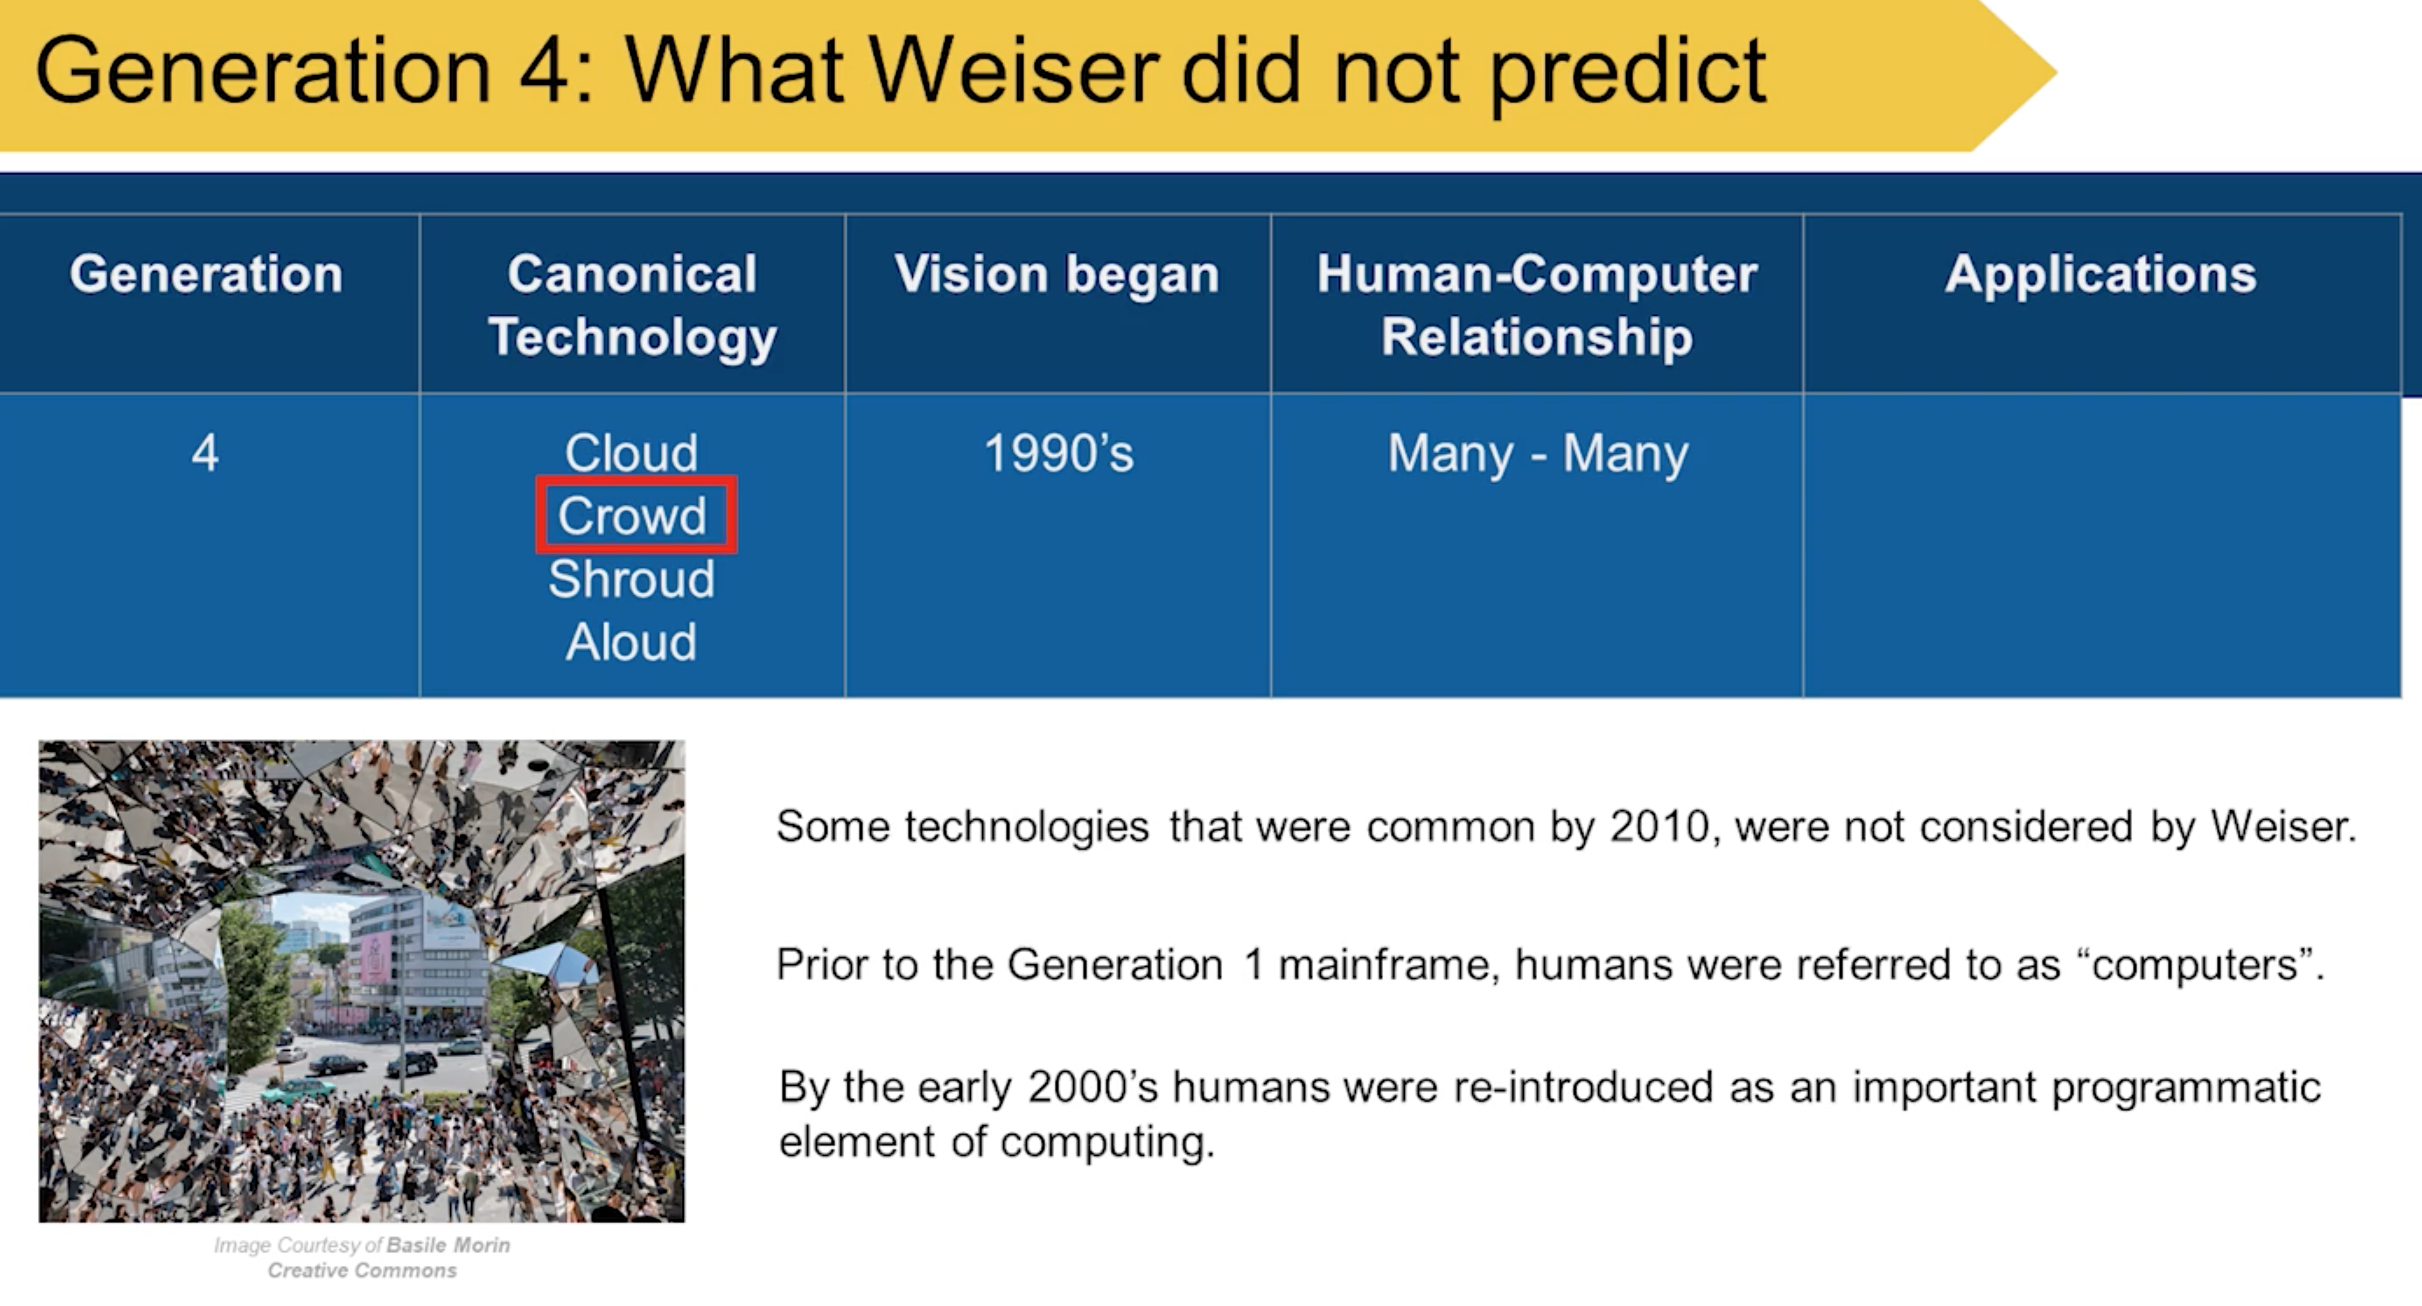 Generation 4: What Weiser did not predict
Generation
Canonical
Technology
Vision began
Human-Computer
Relationship
Applications
4
Cloud
Crowd
Shroud
Aloud
1990’s
Many - Many
Some technologies that were common by 2010, were not considered by Weiser.
Prior to the Generation 1 mainframe, humans were referred to as “computers”.
By the early 2000’s humans were re-introduced as an important programmatic
element of computing.
Image Courtesy of Basile Morin
Creative Commons